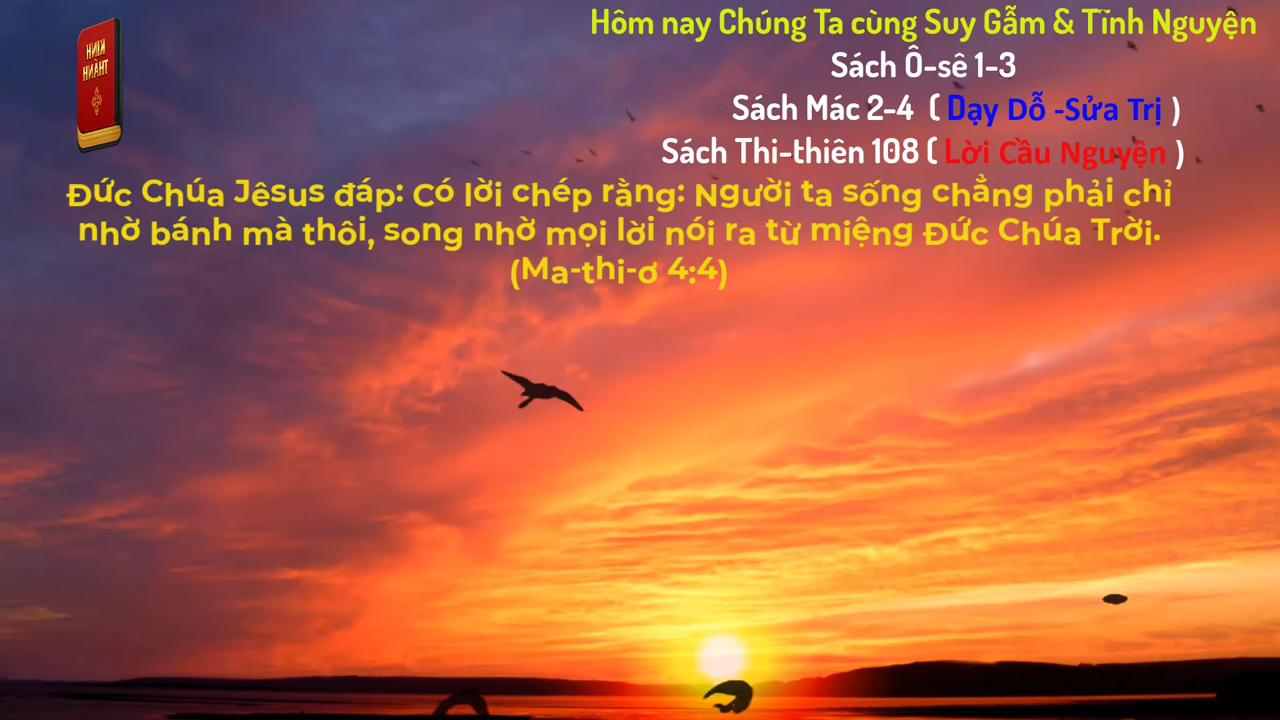 KINH
THÁNH
Hôm nay Chúng Ta cùng Suy Gẫm & Tĩnh Nguyện
Sách Ô-sê 1-3
Sách Mác 2-4 ( Dạy Dỗ -Sửa Trị )
Sách Thi-thiên 108 ( Lời Cầu Nguyện )
Đức Chúa Jêsus đáp: Có lời chép rằng: Người ta sống chẳng phải chỉ
nhờ bánh mà thôi, song nhờ mọi lời nói ra từ miệng Đức Chúa Trời.
(Ma-thi-ơ 4:4)